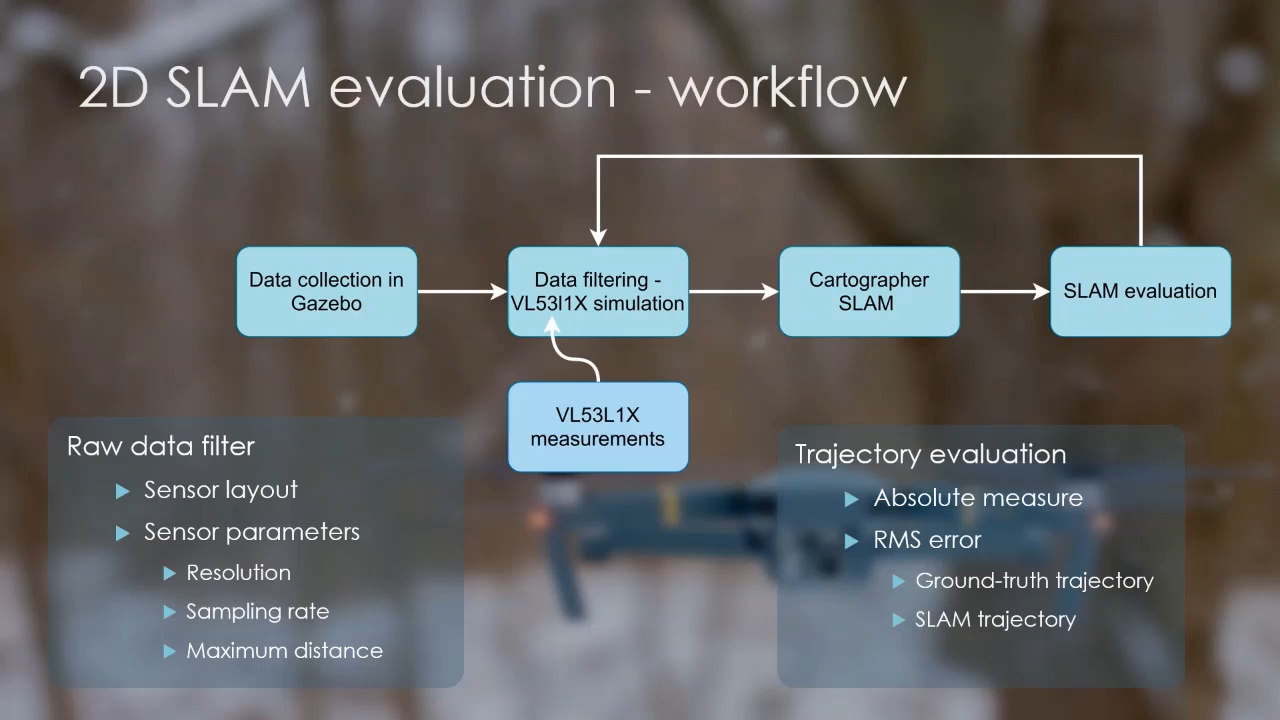 2D SLAM evaluation - workflow
Data collection in
Gazebo
Data filtering -
VL53l1X simulation
Cartographer
SLAM
SLAM evaluation
VL53L1X
measurements
Raw data filter
Sensor layout
Sensor parameters
Resolution
Sampling rate
Maximum distance
Trajectory evaluation
Absolute measure
RMS error
Ground-truth trajectory
SLAM trajectory